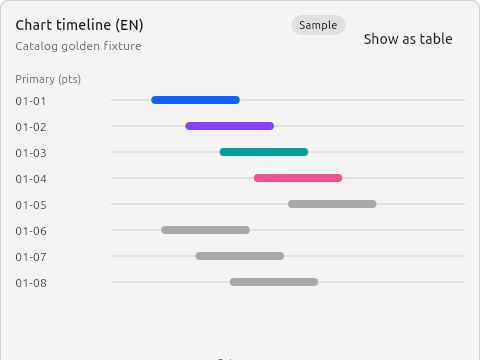 Chart timeline (EN)
Sample
Show as table
Catalog golden fixture
Primary (pts)
01-01
01-02
01-03
01-04
01-05
01-06
01-07
01-08